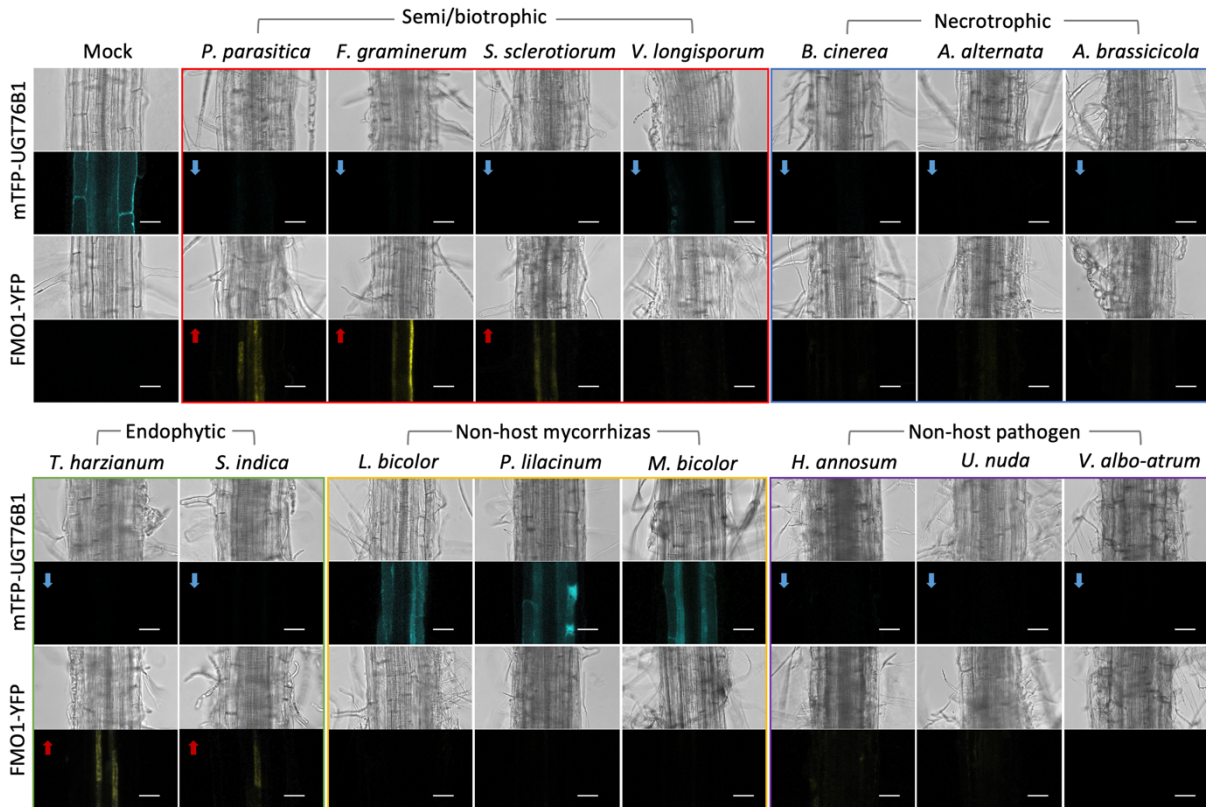 Semi/biotrophic
Necrotrophic
Mock
P. parasitica
F. graminerum
S. sclerotiorum
V. longisporum
B. cinerea
A. alternata
A. brassicicola
mTFP-UGT76B1
FMO1-YFP
Endophytic
Non-host mycorrhizas
Non-host pathogen
T. harzianum
S. indica
L. bicolor
P. lilacinum
M. bicolor
H. annosum
U. nuda
V. albo-atrum
mTFP-UGT76B1
FMO1-YFP